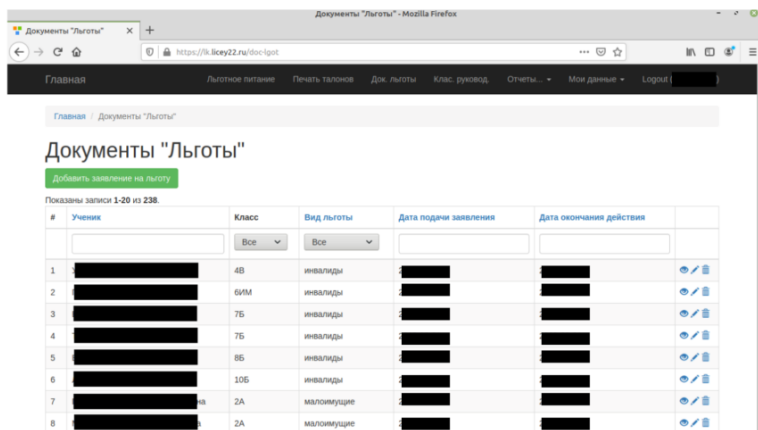 Документы "Льготы" - Mozilla Firefox
Документы "Льготы"
https://lk.licey22.ru/doc-lgot
Главная Льготное питание Печать талонов Док. льготы Клас. руковод. Отчеты... Мои данные Logout ( )
Главная / Документы "Льготы"
Документы "Льготы"
Добавить заявление на льготу
Показаны записи 1-20 из 238.
# Ученик Класс Вид льготы Дата подачи заявления Дата окончания действия
Все Все
1 4В инвалиды
2 6ИМ инвалиды
3 7Б инвалиды
4 7Б инвалиды
5 8Б инвалиды
6 10Б инвалиды
7 на 2А малоимущие
8 а 2А малоимущие